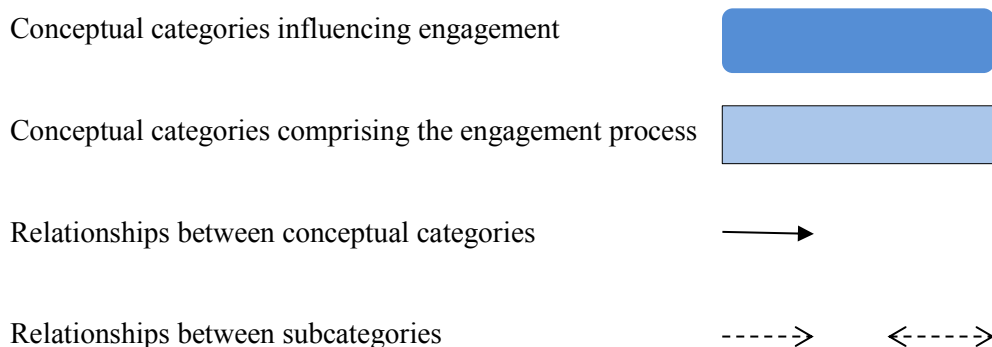 Conceptual categories influencing engagement
Conceptual categories comprising the engagement process
Relationships between conceptual categories
Relationships between subcategories